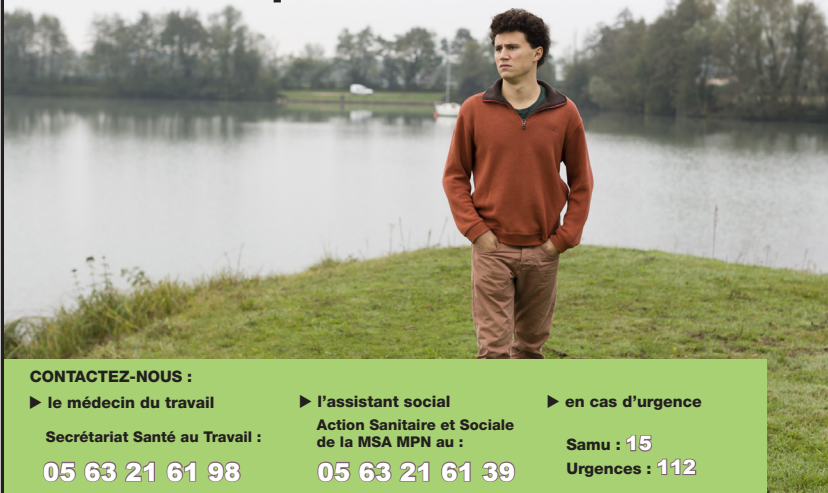 CONTACTEZ-NOUS :
▶ le médecin du travail
Secrétariat Santé au Travail :
05 63 21 61 98
▶ l'assistant social
Action Sanitaire et Sociale
de la MSA MPN au :
05 63 21 61 39
▶ en cas d'urgence
Samu : 15
Urgences : 112